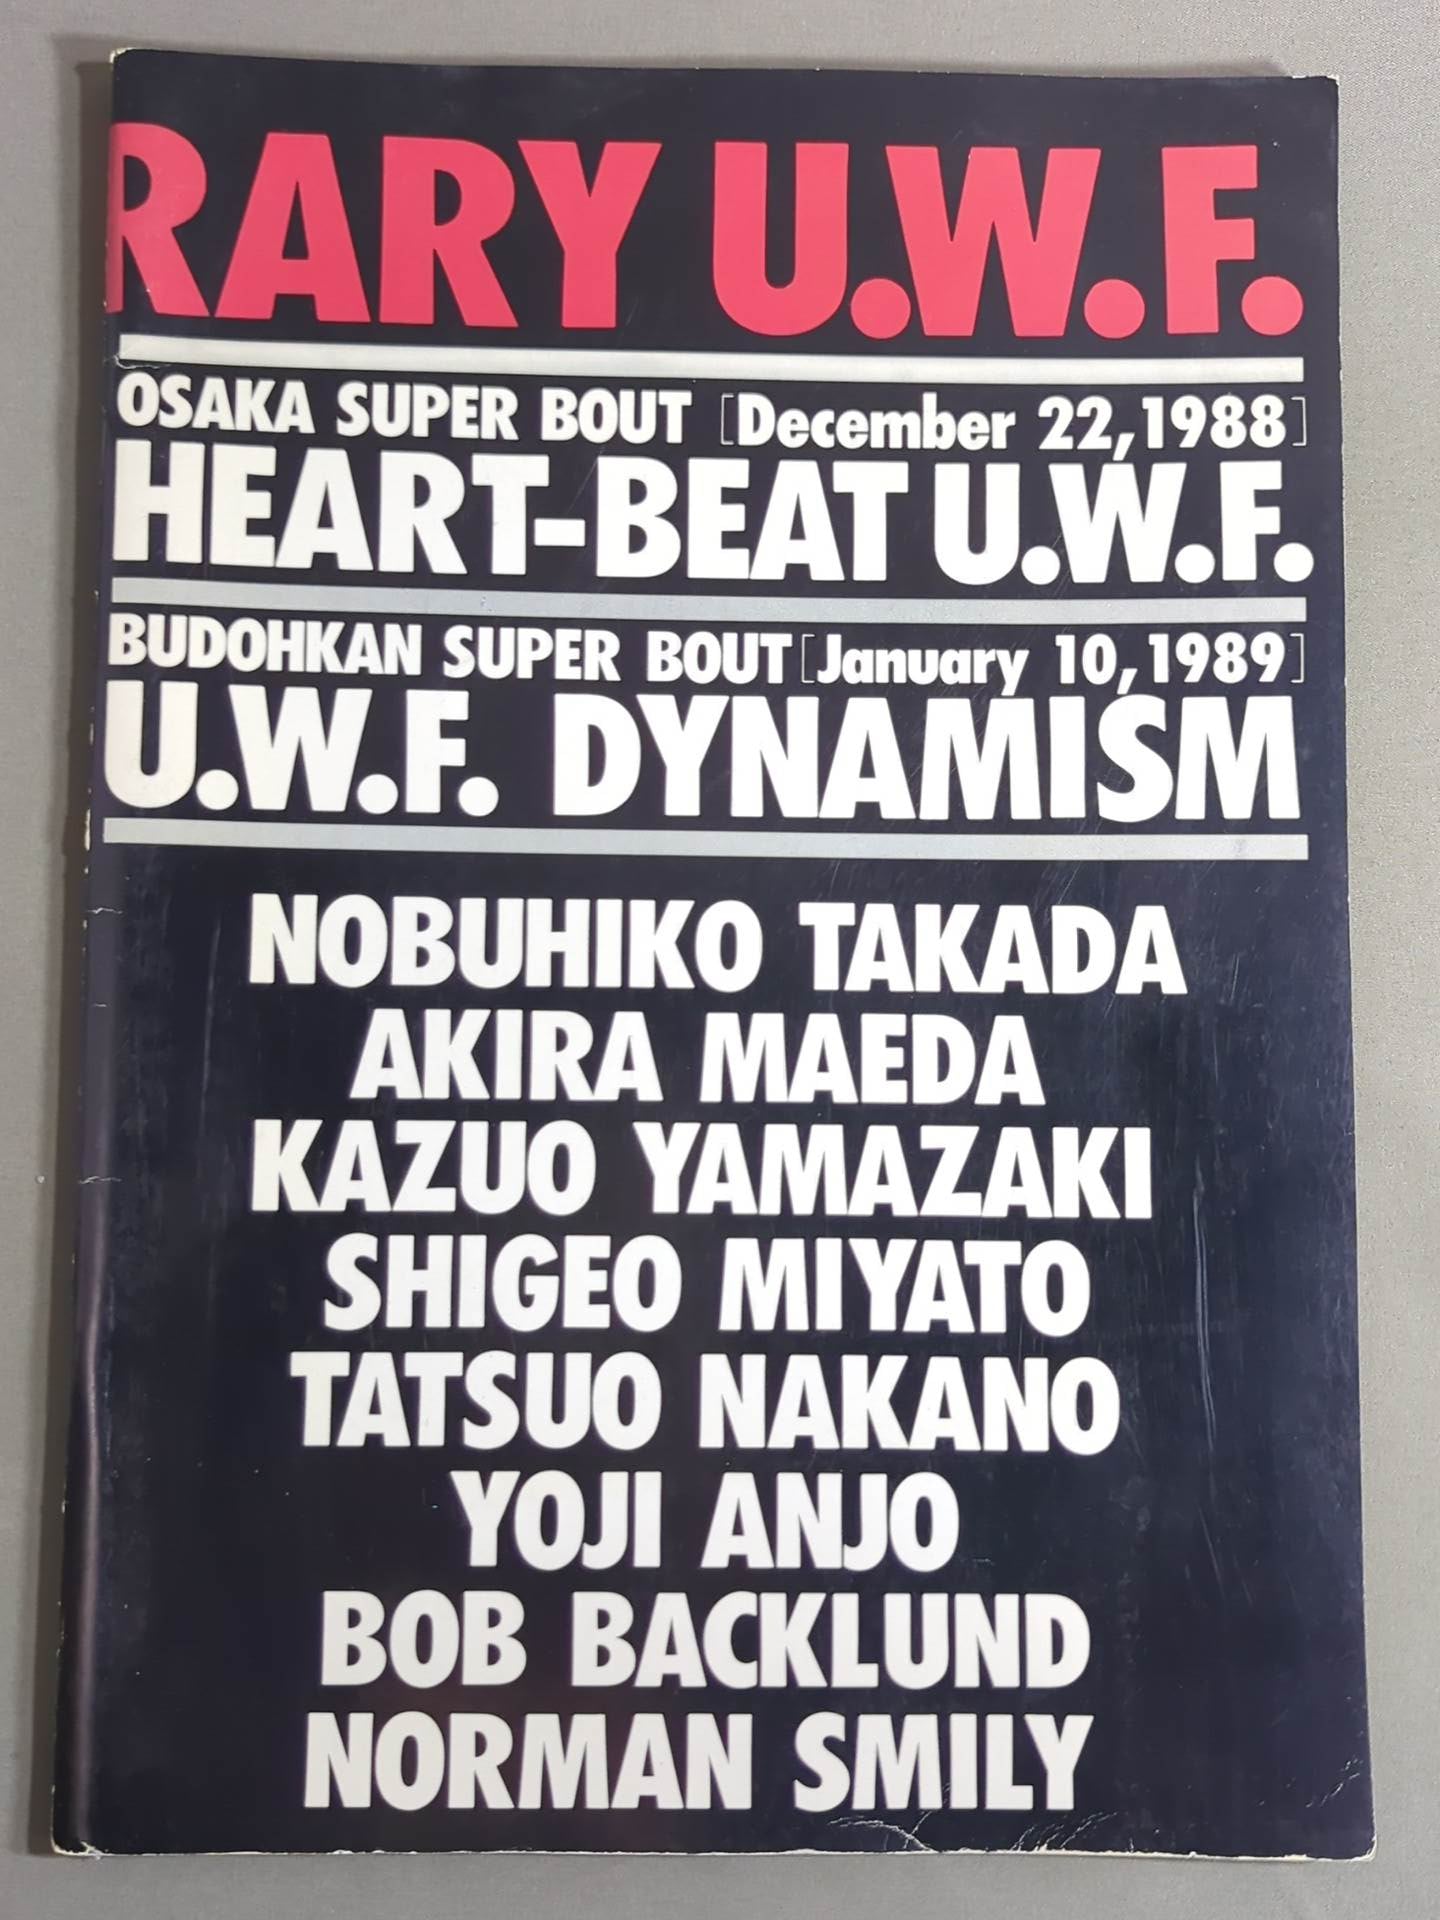 RARY U.W.F.
OSAKA SUPER BOUT [December 22,1988]
HEART-BEAT U.W.F.
BUDOHKAN SUPER BOUT [January 10,1989]
U.W.F. DYNAMISM
NOBUHIKO TAKADA
AKIRA MAEDA
KAZUO YAMAZAKI
SHIGEO MIYATO
TATSUO NAKANO
YOJI ANJO
BOB BACKLUND
NORMAN SMILY